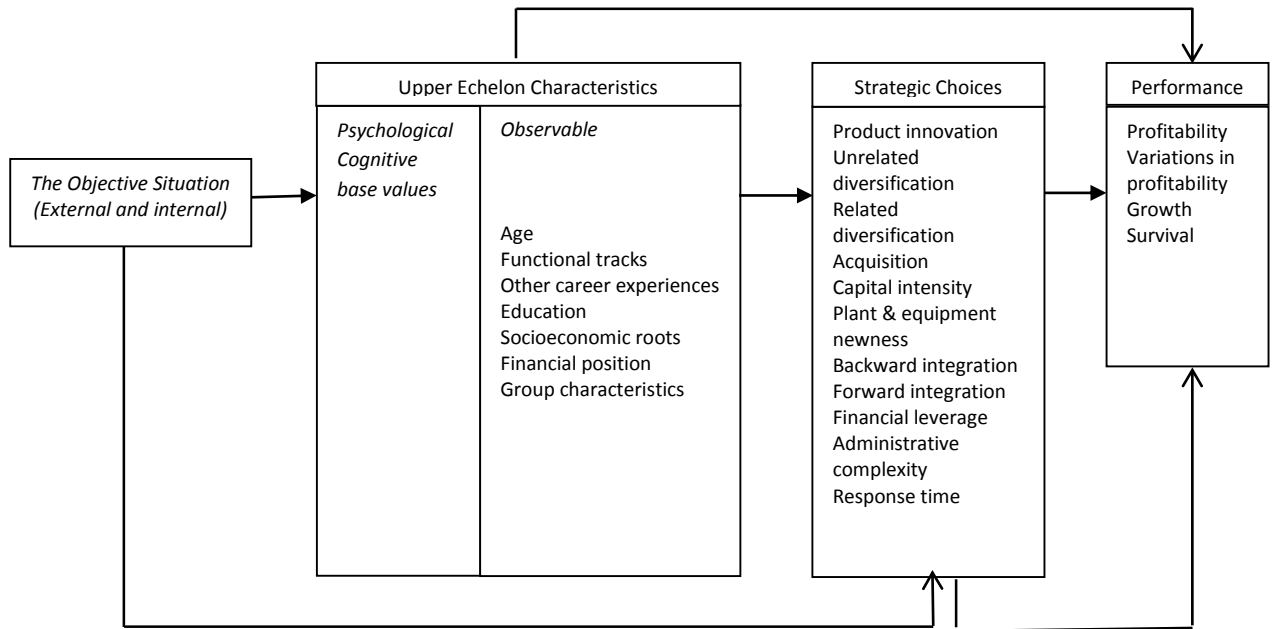 The Objective Situation
(External and internal)
Upper Echelon Characteristics
Psychological
Cognitive
base values
Observable
Age
Functional tracks
Other career experiences
Education
Socioeconomic roots
Financial position
Group characteristics
Strategic Choices
Product innovation
Unrelated
diversification
Related
diversification
Acquisition
Capital intensity
Plant & equipment
newness
Backward integration
Forward integration
Financial leverage
Administrative
complexity
Response time
Performance
Profitability
Variations in
profitability
Growth
Survival